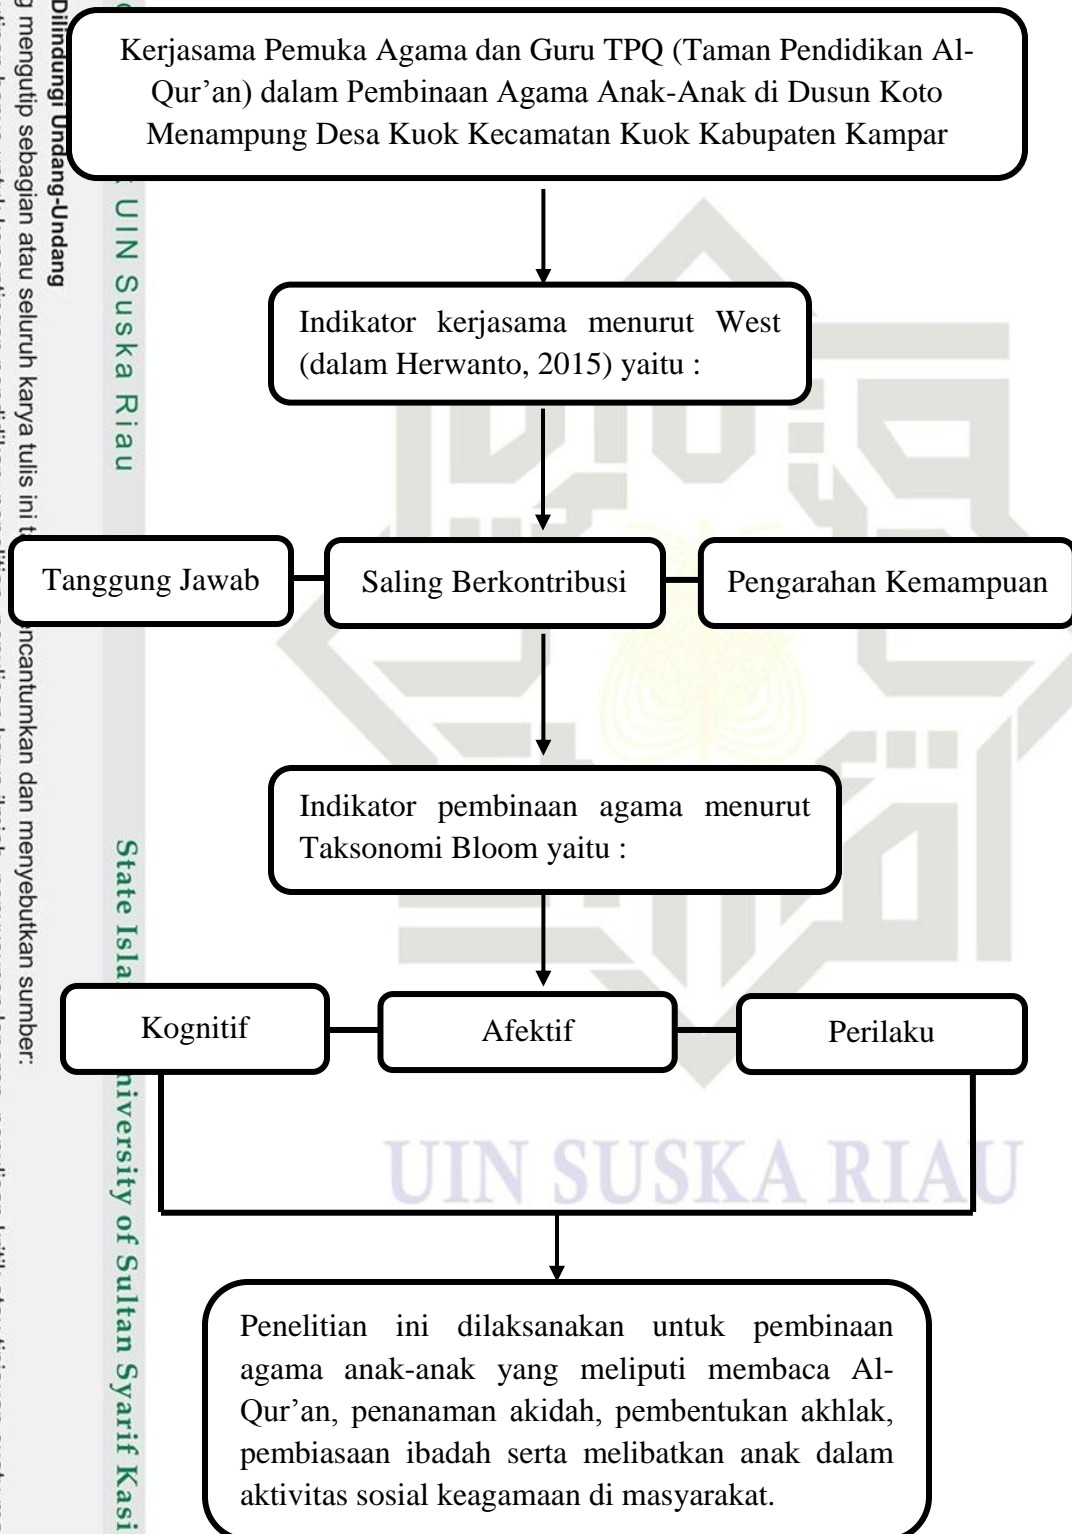 Kerjasama Pemuka Agama dan Guru TPQ (Taman Pendidikan Al-
Qur’an) dalam Pembinaan Agama Anak-Anak di Dusun Koto
Menampung Desa Kuok Kecamatan Kuok Kabupaten Kampar
Indikator kerjasama menurut West
(dalam Herwanto, 2015) yaitu :
Tanggung Jawab
Saling Berkontribusi
Pengarahan Kemampuan
Indikator pembinaan agama menurut
Taksonomi Bloom yaitu :
Kognitif
Afektif
Perilaku
UIN SUSKA RIAU
Penelitian ini dilaksanakan untuk pembinaan
agama anak-anak yang meliputi membaca Al-
Qur’an, penanaman akidah, pembentukan akhlak,
pembiasaan ibadah serta melibatkan anak dalam
aktivitas sosial keagamaan di masyarakat.
Dilindungi Undang-Undang
mengutip sebagian atau seluruh karya tulis ini encantumkan dan menyebutkan sumber:
UIN Suska Riau
State Isla niversity of Sultan Syarif Kasi